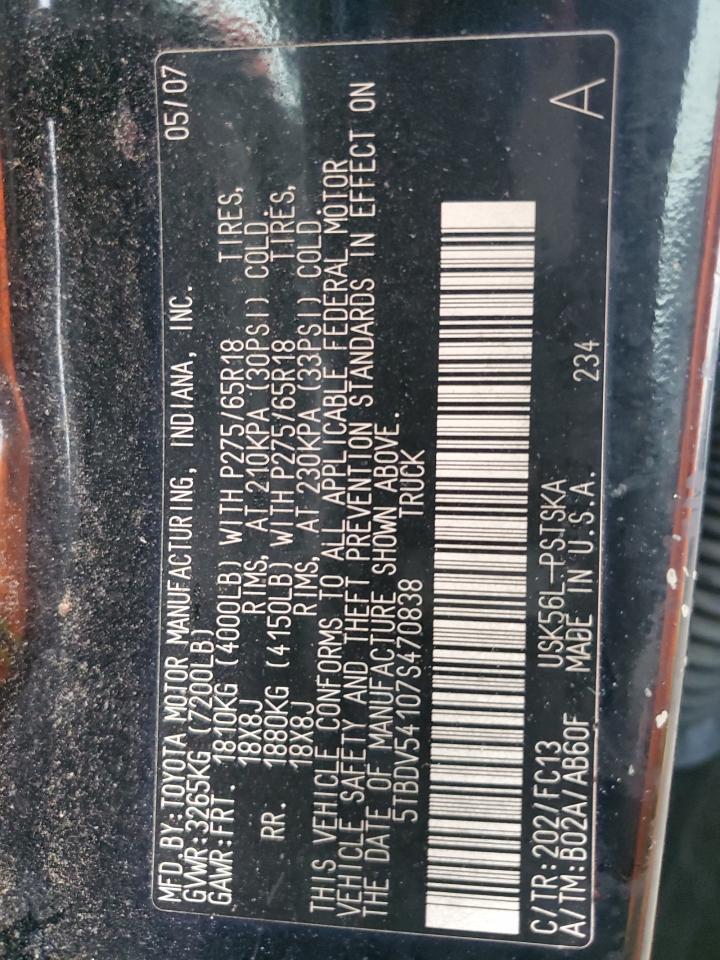 MFD.BY:TOYOTA MOTOR MANUFACTURING, INDIANA, INC. 05/07
GVWR:3265KG (7200LB)
GAWR:FRT. 1810KG (4000LB) WITH P275/65R18 TIRES,
18X8J RIMS, AT 210KPA (30PSI) COLD.
RR. 1880KG (4150LB) WITH P275/65R18 TIRES,
18X8J RIMS, AT 230KPA (33PSI) COLD.
THIS VEHICLE CONFORMS TO ALL APPLICABLE FEDERAL MOTOR
VEHICLE SAFETY AND THEFT PREVENTION STANDARDS IN EFFECT ON
THE DATE OF MANUFACTURE SHOWN ABOVE.
5TBDV54107S470838 TRUCK
C/TR:202/FC13 USK56L-PSTSKA
A/TM:B02A/AB60F MADE IN U.S.A. 234 A